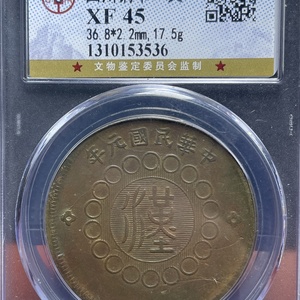 XF 45
36.8*2.2mm,17.5g
1310153536
★ 文物鉴定委员会监制 ★
年元國民華中
漢